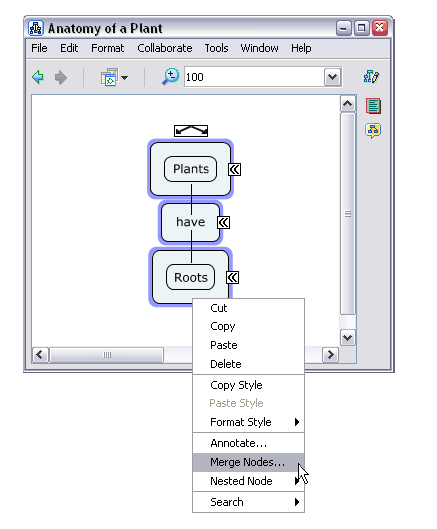 Anatomy of a Plant
File Edit Format Collaborate Tools Window Help
100
Plants
have
Roots
Cut
Copy
Paste
Delete
Copy Style
Paste Style
Format Style
Annotate...
Merge Nodes...
Nested Node
Search